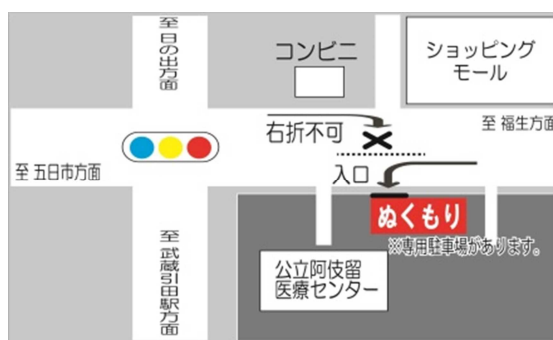 至 日の出方面
コンビニ
ショッピング
モール
右折不可
至 福生方面
至 五日市方面
入口
ぬくもり
※専用駐車場があります。
至 武蔵引田駅方面
公立阿伎留
医療センター